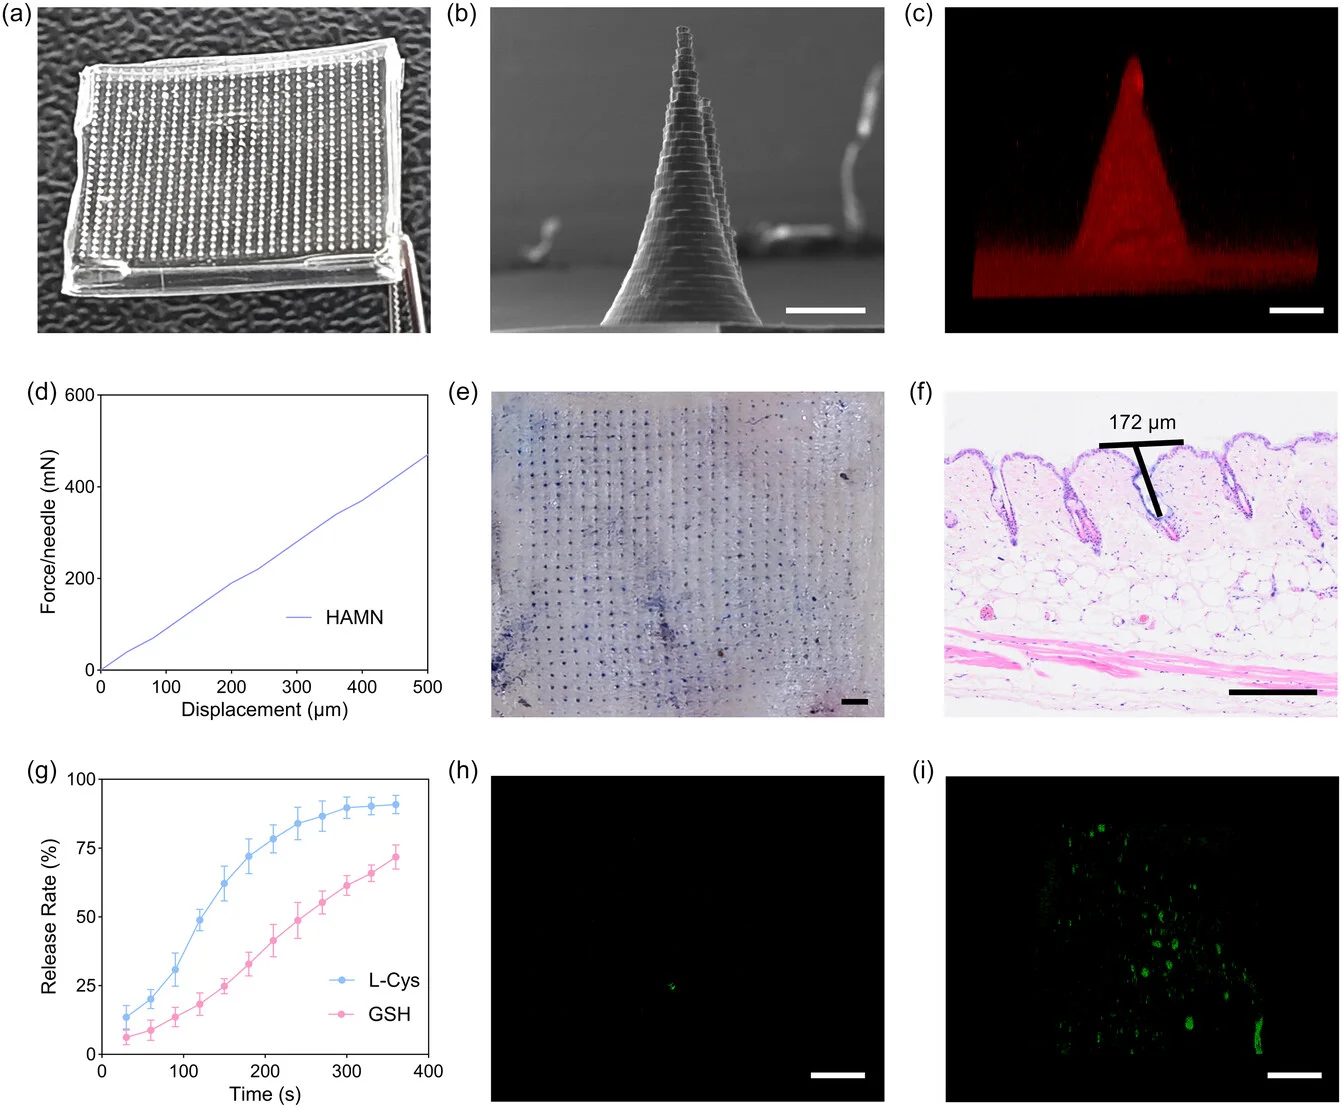 (a)
(b)
(c)
(d)
600
400
200
0
0 100 200 300 400 500
Force/needle (mN)
Displacement (µm)
HAMN
(e)
(f)
172 µm
(g)
100
75
50
25
0
0 100 200 300 400
Release Rate (%)
Time (s)
L-Cys
GSH
(h)
(i)